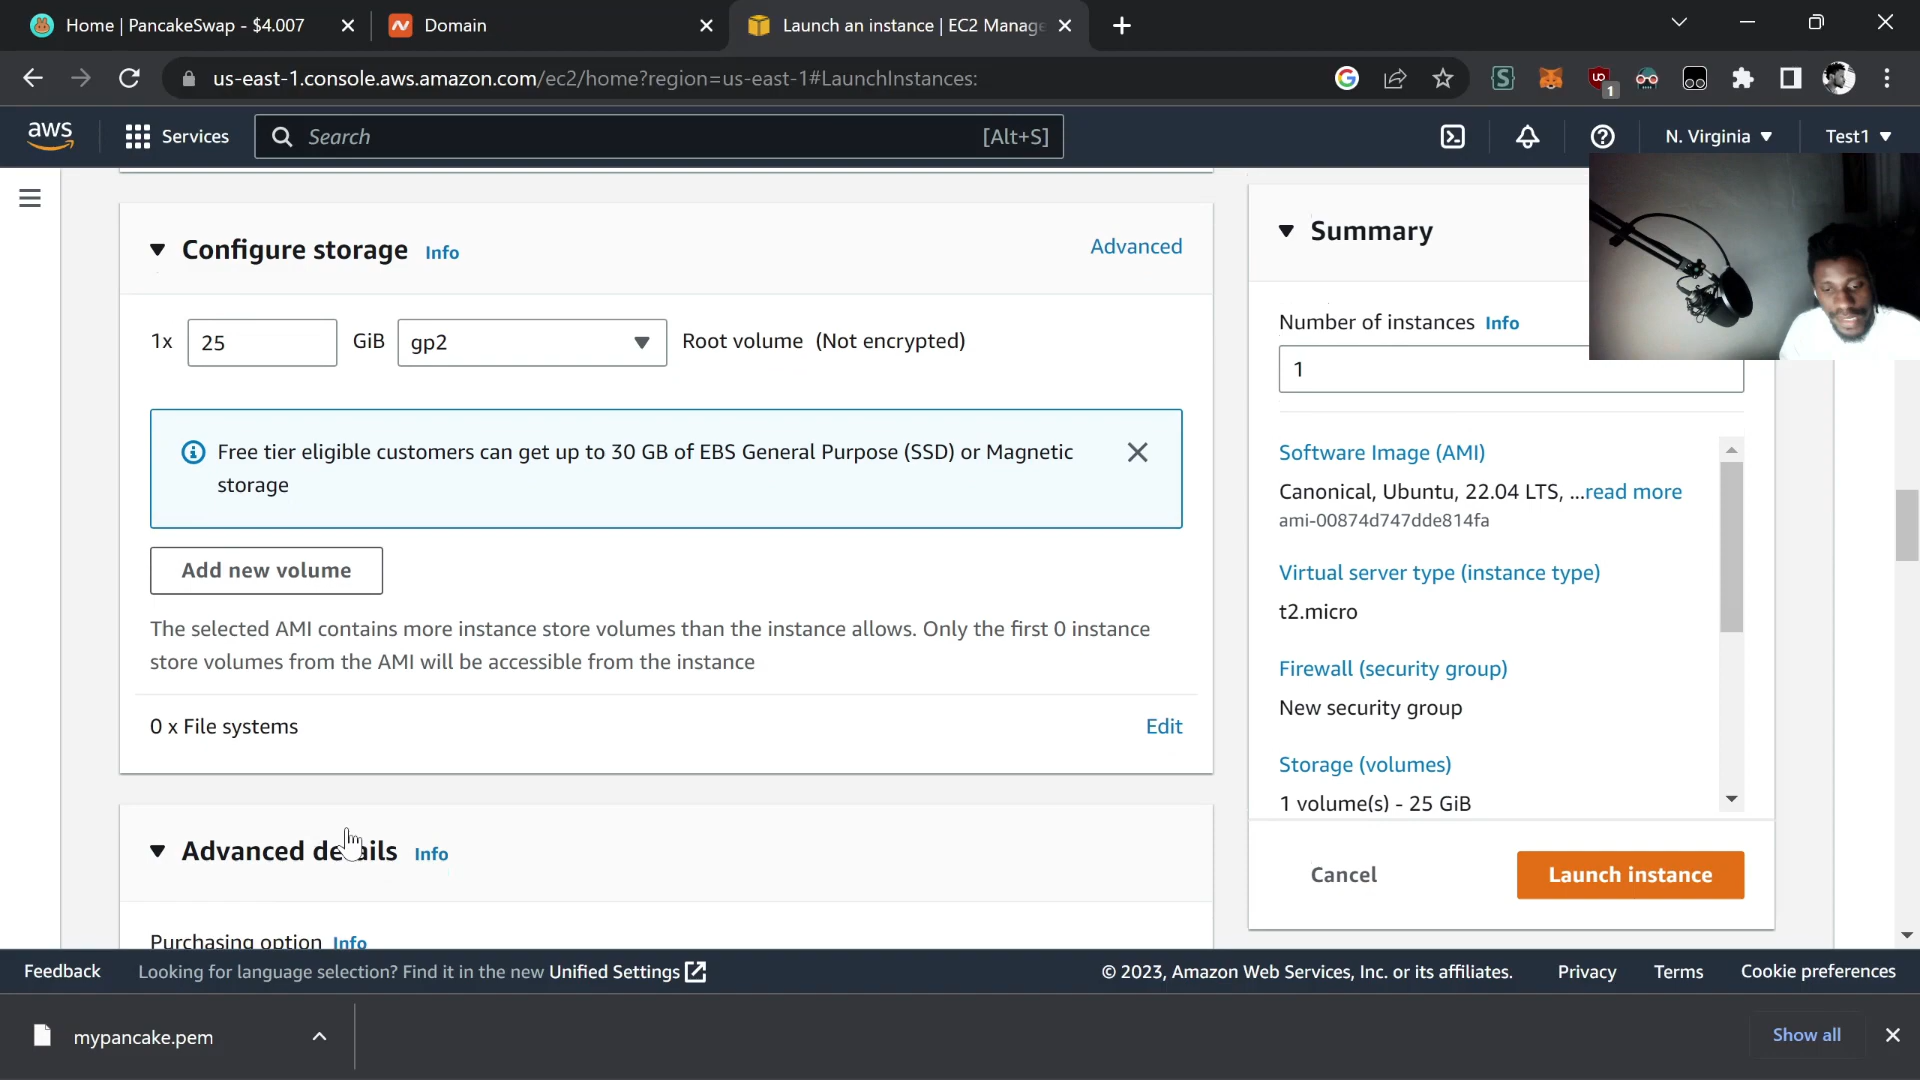 Home | PancakeSwap - $4.007
Domain
Launch an instance | EC2 Manage
us-east-1.console.aws.amazon.com/ec2/home?region=us-east-1#LaunchInstances:
1
aws
Services
Search
[Alt+S]
N. Virginia
Test1
Configure storage Info
Advanced
1x
25
GiB
gp2
Root volume (Not encrypted)
Free tier eligible customers can get up to 30 GB of EBS General Purpose (SSD) or Magnetic
storage
Add new volume
The selected AMI contains more instance store volumes than the instance allows. Only the first 0 instance
store volumes from the AMI will be accessible from the instance
0 x File systems
Edit
Advanced details Info
Purchasing option Info
Summary
Number of instances Info
1
Software Image (AMI)
Canonical, Ubuntu, 22.04 LTS, ...read more
ami-00874d747dde814fa
Virtual server type (instance type)
t2.micro
Firewall (security group)
New security group
Storage (volumes)
1 volume(s) - 25 GiB
Cancel
Launch instance
Feedback
Looking for language selection? Find it in the new Unified Settings
© 2023, Amazon Web Services, Inc. or its affiliates.
Privacy
Terms
Cookie preferences
mypancake.pem
Show all